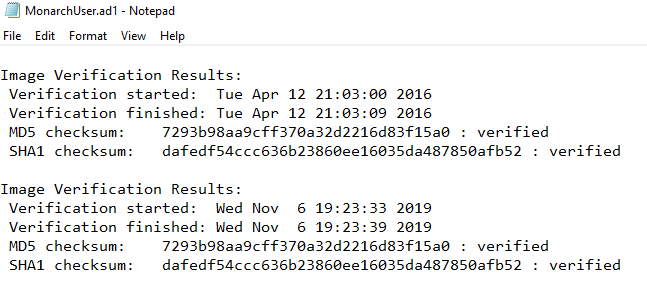 MonarchUser.ad1 - Notepad
File Edit Format View Help
Image Verification Results:
Verification started:  Tue Apr 12 21:03:00 2016
Verification finished: Tue Apr 12 21:03:09 2016
MD5 checksum:    7293b98aa9cff370a32d2216d83f15a0 : verified
SHA1 checksum:    dafedf54ccc636b23860ee16035da487850afb52 : verified
Image Verification Results:
Verification started:  Wed Nov  6 19:23:33 2019
Verification finished: Wed Nov  6 19:23:39 2019
MD5 checksum:    7293b98aa9cff370a32d2216d83f15a0 : verified
SHA1 checksum:    dafedf54ccc636b23860ee16035da487850afb52 : verified